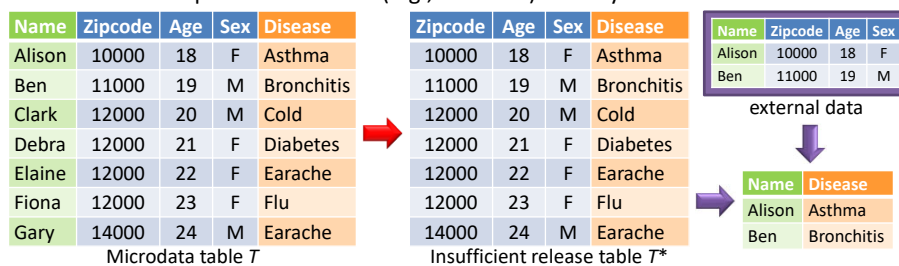 Name Zipcode Age Sex Disease
Alison 10000 18 F Asthma
Ben 11000 19 M Bronchitis
Clark 12000 20 M Cold
Debra 12000 21 F Diabetes
Elaine 12000 22 F Earache
Fiona 12000 23 F Flu
Gary 14000 24 M Earache
Microdata table T
Zipcode Age Sex Disease
10000 18 F Asthma
11000 19 M Bronchitis
12000 20 M Cold
12000 21 F Diabetes
12000 22 F Earache
12000 23 F Flu
14000 24 M Earache
Insufficient release table T*
Name Zipcode Age Sex
Alison 10000 18 F
Ben 11000 19 M
external data
Name Disease
Alison Asthma
Ben Bronchitis